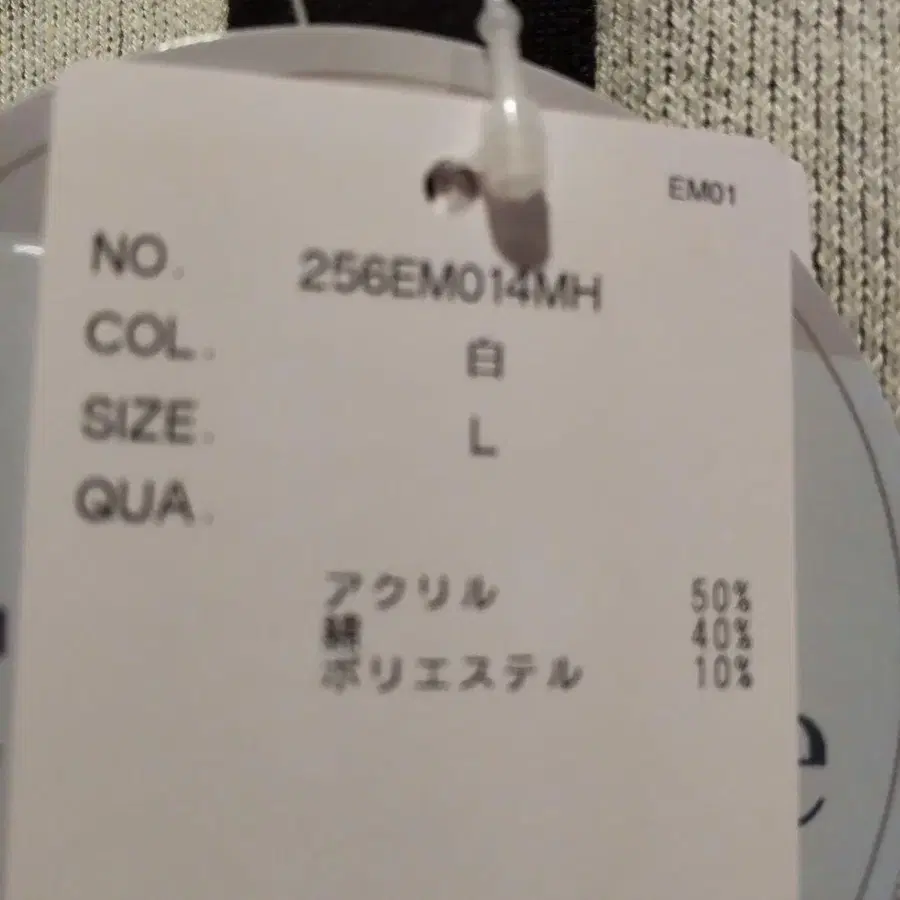 EM01
NO. 256EM014MH
COL. 白
SIZE. L
QUA.
アクリル 50%
綿 40%
ポリエステル 10%
e